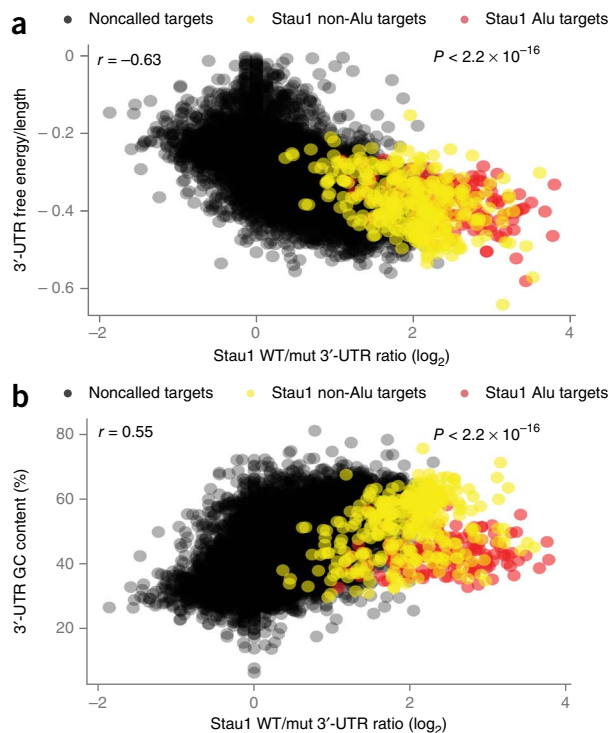 a
Noncalled targets Stau1 non-Alu targets Stau1 Alu targets
r = –0.63
P < 2.2 × 10⁻¹⁶
0
– 0.2
– 0.4
– 0.6
3′-UTR free energy/length
–2 0 2 4
Stau1 WT/mut 3′-UTR ratio (log₂)
b
Noncalled targets Stau1 non-Alu targets Stau1 Alu targets
r = 0.55
P < 2.2 × 10⁻¹⁶
80
60
40
20
3′-UTR GC content (%)
–2 0 2 4
Stau1 WT/mut 3′-UTR ratio (log₂)